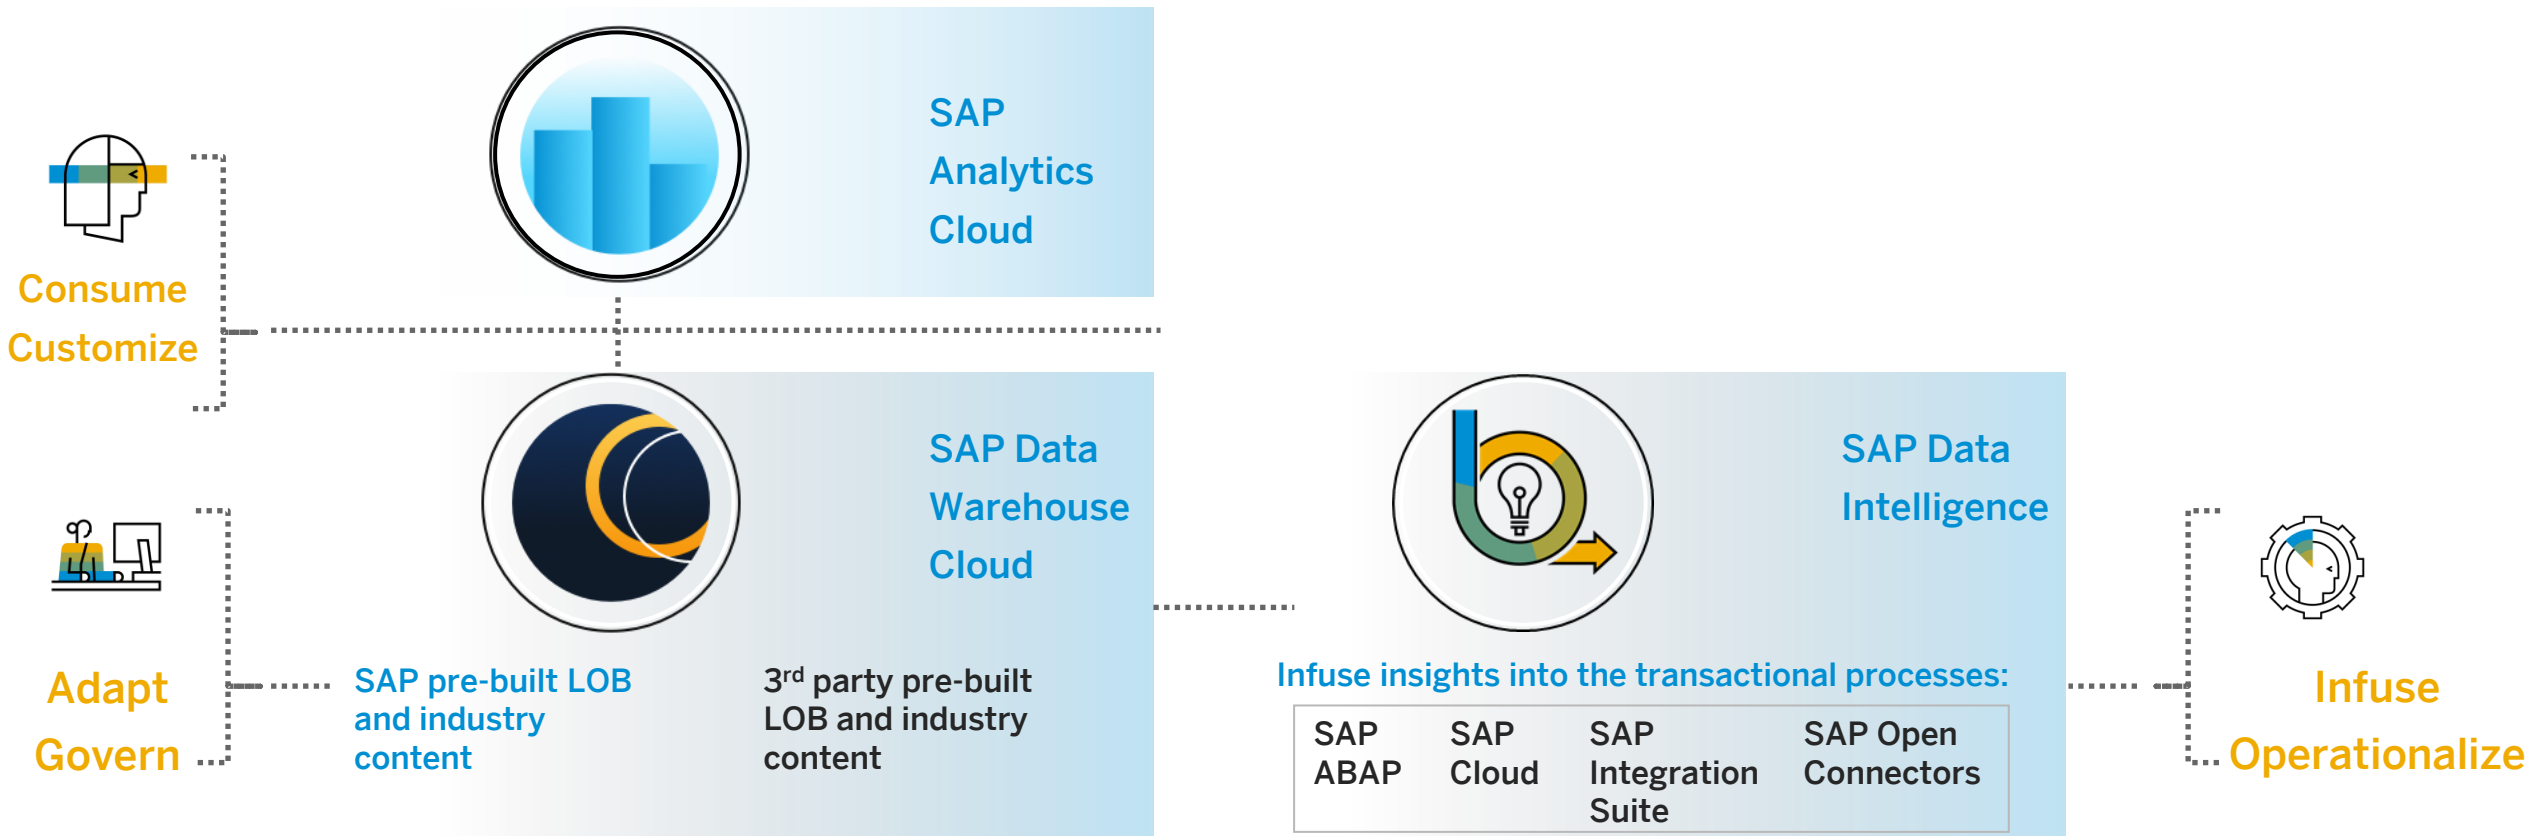 SAP
Analytics
Cloud
Consume
Customize
SAP Data
Warehouse
Cloud
SAP Data
Intelligence
Adapt
Govern
SAP pre-built LOB
and industry
content
3rd party pre-built
LOB and industry
content
Infuse insights into the transactional processes:
SAP
ABAP
SAP
Cloud
SAP
Integration
Suite
SAP Open
Connectors
Infuse
Operationalize